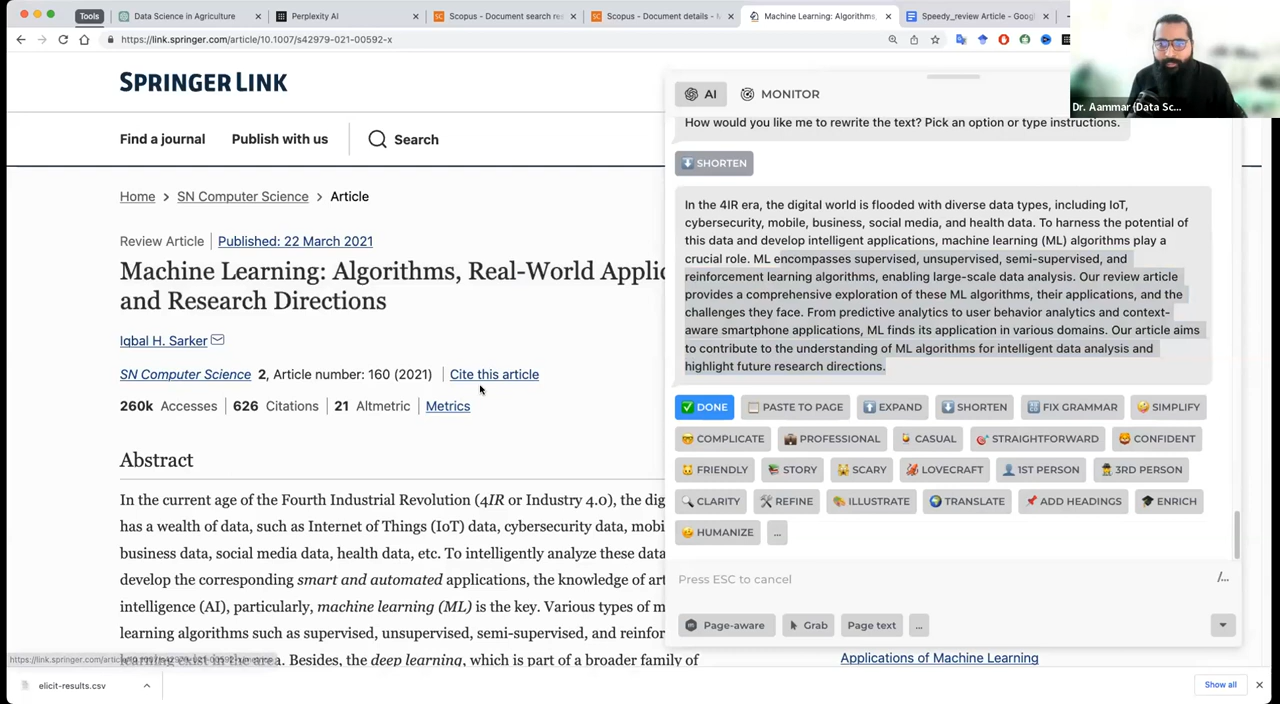 Tools
Data Science in Agriculture
Perplexity AI
Scopus - Document search res
Scopus - Document details - M
Machine Learning: Algorithms,
Speedy_review Article - Googl
https://link.springer.com/article/10.1007/s42979-021-00592-x
Dr. Aammar (Data Sc...
SPRINGER LINK
Find a journal
Publish with us
Search
Home > SN Computer Science > Article
Review Article
Published: 22 March 2021
Machine Learning: Algorithms, Real-World Applic
and Research Directions
Iqbal H. Sarker
SN Computer Science 2, Article number: 160 (2021)
Cite this article
260k Accesses
626 Citations
21 Altmetric
Metrics
Abstract
In the current age of the Fourth Industrial Revolution (4IR or Industry 4.0), the dig
has a wealth of data, such as Internet of Things (IoT) data, cybersecurity data, mobi
business data, social media data, health data, etc. To intelligently analyze these data
develop the corresponding smart and automated applications, the knowledge of art
intelligence (AI), particularly, machine learning (ML) is the key. Various types of m
learning algorithms such as supervised, unsupervised, semi-supervised, and reinfor
learning exist in the area. Besides, the deep learning, which is part of a broader family of
AI
MONITOR
How would you like me to rewrite the text? Pick an option or type instructions.
SHORTEN
In the 4IR era, the digital world is flooded with diverse data types, including IoT,
cybersecurity, mobile, business, social media, and health data. To harness the potential of
this data and develop intelligent applications, machine learning (ML) algorithms play a
crucial role. ML encompasses supervised, unsupervised, semi-supervised, and
reinforcement learning algorithms, enabling large-scale data analysis. Our review article
provides a comprehensive exploration of these ML algorithms, their applications, and the
challenges they face. From predictive analytics to user behavior analytics and context-
aware smartphone applications, ML finds its application in various domains. Our article aims
to contribute to the understanding of ML algorithms for intelligent data analysis and
highlight future research directions.
DONE
PASTE TO PAGE
EXPAND
SHORTEN
FIX GRAMMAR
SIMPLIFY
COMPLICATE
PROFESSIONAL
CASUAL
STRAIGHTFORWARD
CONFIDENT
FRIENDLY
STORY
SCARY
LOVECRAFT
1ST PERSON
3RD PERSON
CLARITY
REFINE
ILLUSTRATE
TRANSLATE
ADD HEADINGS
ENRICH
HUMANIZE
...
Press ESC to cancel
/...
Page-aware
Grab
Page text
...
Applications of Machine Learning
elicit-results.csv
Show all